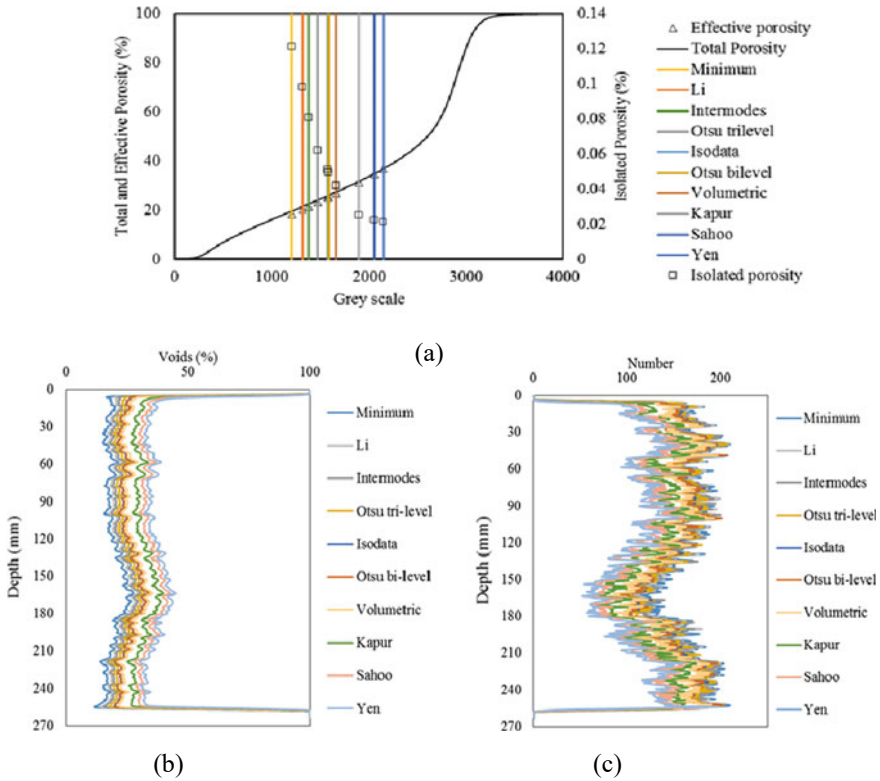 Total and Effective Porosity (%)
100
80
60
40
20
0
0
1000
2000
3000
4000
Grey scale
0.14
0.12
0.1
0.08
0.06
0.04
0.02
0
Isolated Porosity (%)
Effective porosity
Total Porosity
Minimum
Li
Intermodes
Otsu trilevel
Isodata
Otsu bilevel
Volumetric
Kapur
Sahoo
Yen
Isolated porosity
(a)
Voids (%)
0
50
100
Depth (mm)
0
30
60
90
120
150
180
210
240
270
Minimum
Li
Intermodes
Otsu tri-level
Isodata
Otsu bi-level
Volumetric
Kapur
Sahoo
Yen
(b)
Number
0
100
200
Depth (mm)
0
30
60
90
120
150
180
210
240
270
Minimum
Li
Intermodes
Otsu tri-level
Isodata
Otsu bi-level
Volumetric
Kapur
Sahoo
Yen
(c)